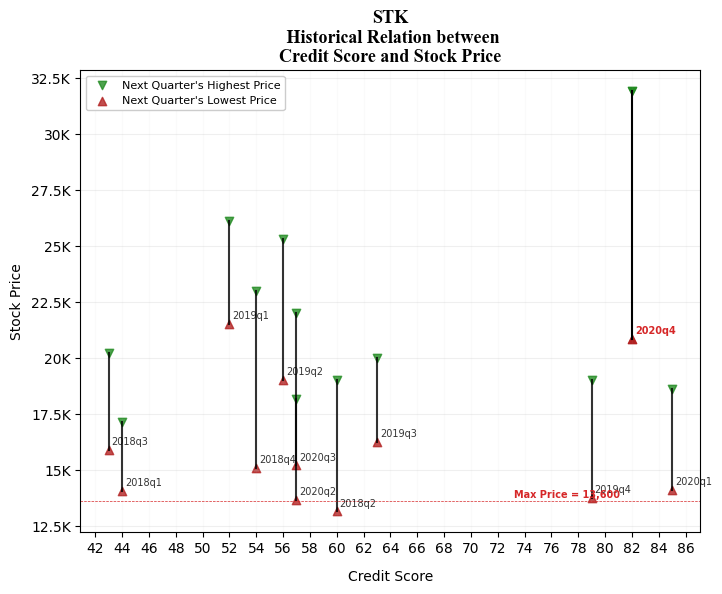 STK
Historical Relation between
Credit Score and Stock Price
Next Quarter's Highest Price
Next Quarter's Lowest Price
Stock Price
32.5K
30K
27.5K
25K
22.5K
20K
17.5K
15K
12.5K
2019q1
2020q4
2019q2
2019q3
2018q3
2018q4
2020q3
2018q1
2020q2
2018q2
2019q4
2020q1
Max Price = 13,600
42 44 46 48 50 52 54 56 58 60 62 64 66 68 70 72 74 76 78 80 82 84 86
Credit Score